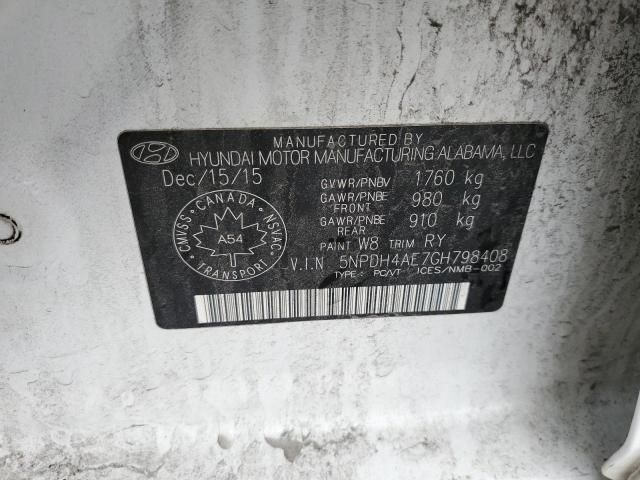 MANUFACTURED BY
HYUNDAI MOTOR MANUFACTURING ALABAMA, LLC
Dec/15/15
GVWR/PNBV 1760 kg
GAWR/PNBE FRONT 980 kg
GAWR/PNBE REAR 910 kg
PAINT W8 TRIM RY
CANADA
CMVSS NSVAC
A54
TRANSPORT
V.I.N 5NPDH4AE7GH798408
TYPE: PC/VT ICES/NMB-002